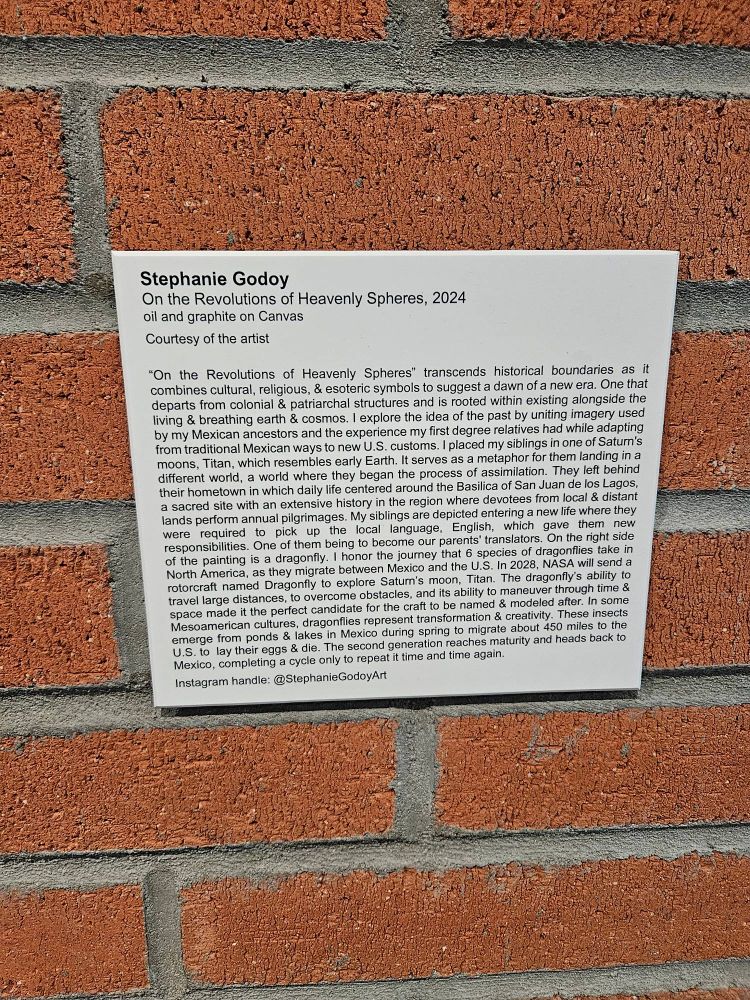 Stephanie Godoy
On the Revolutions of Heavenly Spheres, 2024
oil and graphite on Canvas
Courtesy of the artist
“On the Revolutions of Heavenly Spheres” transcends historical boundaries as it
combines cultural, religious, & esoteric symbols to suggest a dawn of a new era. One that
departs from colonial & patriarchal structures and is rooted within existing alongside the
living & breathing earth & cosmos. I explore the idea of the past by uniting imagery used
by my Mexican ancestors and the experience my first degree relatives had while adapting
from traditional Mexican ways to new U.S. customs. I placed my siblings in one of Saturn's
moons, Titan, which resembles early Earth. It serves as a metaphor for them landing in a
different world, a world where they began the process of assimilation. They left behind
their hometown in which daily life centered around the Basilica of San Juan de los Lagos,
a sacred site with an extensive history in the region where devotees from local & distant
lands perform annual pilgrimages. My siblings are depicted entering a new life where they
were required to pick up the local language, English, which gave them new
responsibilities. One of them being to become our parents' translators. On the right side
of the painting is a dragonfly. I honor the journey that 6 species of dragonflies take in
North America, as they migrate between Mexico and the U.S. In 2028, NASA will send a
rotorcraft named Dragonfly to explore Saturn's moon, Titan. The dragonfly's ability to
travel large distances, to overcome obstacles, and its ability to maneuver through time &
space made it the perfect candidate for the craft to be named & modeled after. In some
Mesoamerican cultures, dragonflies represent transformation & creativity. These insects
emerge from ponds & lakes in Mexico during spring to migrate about 450 miles to the
U.S. to lay their eggs & die. The second generation reaches maturity and heads back to
Mexico, completing a cycle only to repeat it time and time again.
Instagram handle: @StephanieGodoyArt